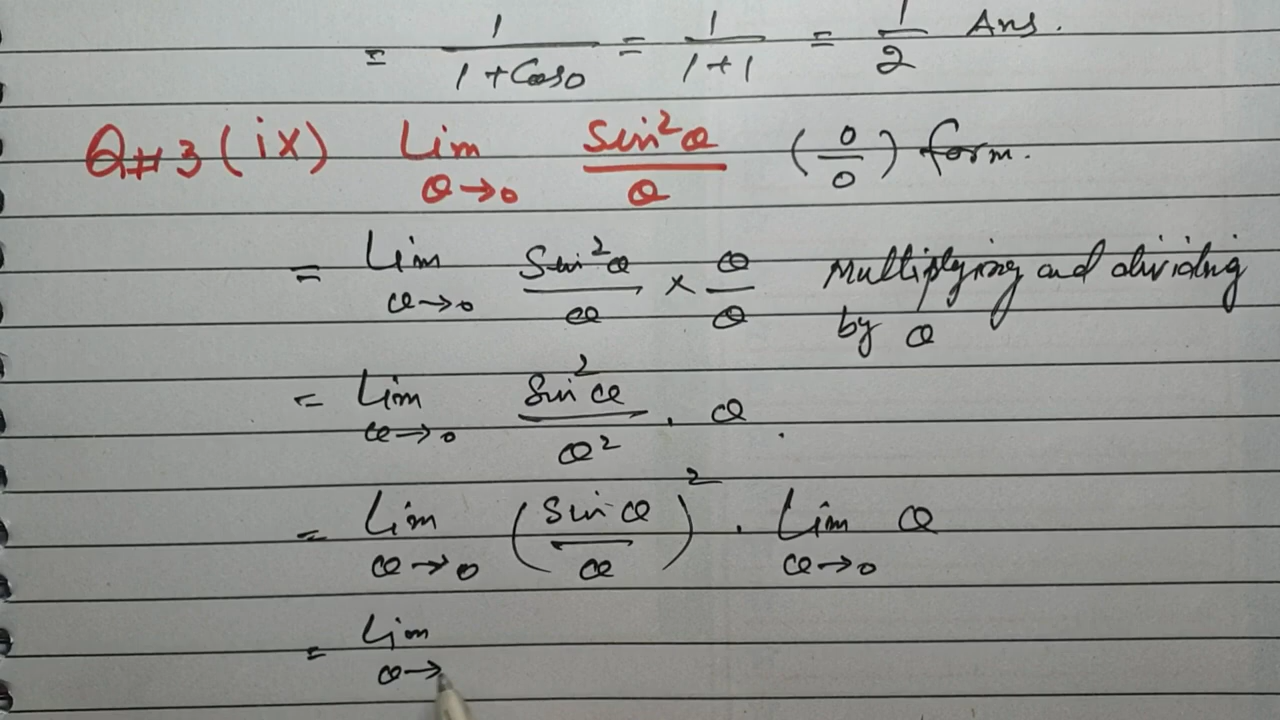 = 1/(1 + Cos0) = 1/(1+1) = 1/2 Ans.
Q#3(ix) Lim θ→0 Sin²θ/θ (0/0) form.
= Lim θ→0 Sin²θ/θ × θ/θ Multiplying and dividing
by θ
= Lim θ→0 Sin²θ/θ² . θ .
= Lim θ→0 (Sinθ/θ)² . Lim θ→0 θ
= Lim θ→